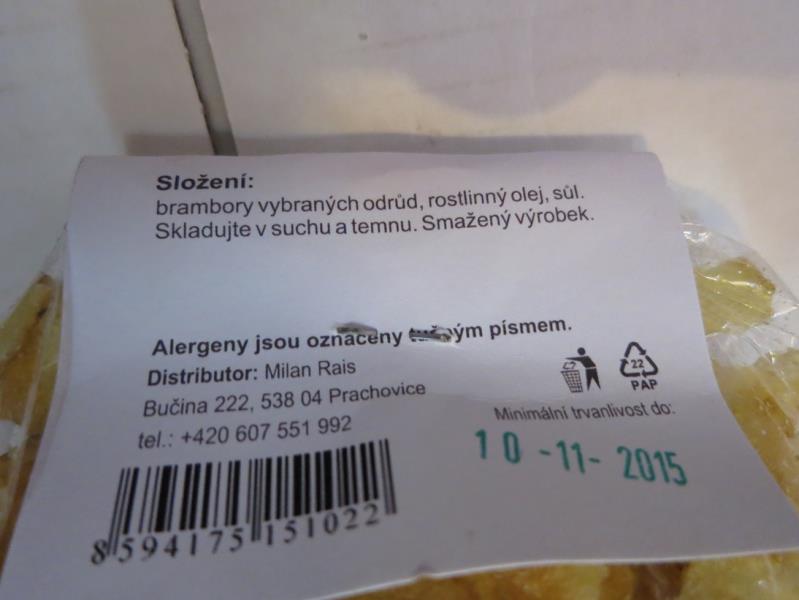 Složení:
brambory vybraných odrůd, rostlinný olej, sůl.
Skladujte v suchu a temnu. Smažený výrobek.
Alergeny jsou označeny tučným písmem.
Distributor: Milan Rais
Bučina 222, 538 04 Prachovice
tel.: +420 607 551 992
22
PAP
Minimální trvanlivost do:
10 -11- 2015
8 594175 151022